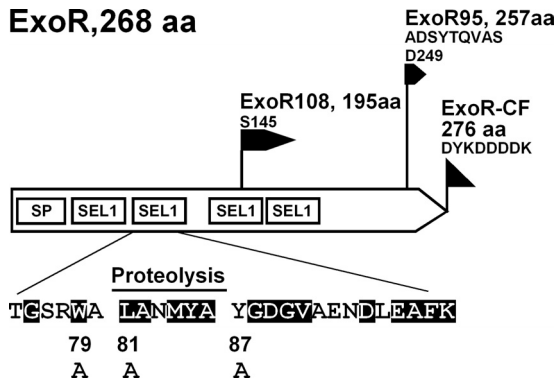 ExoR,268 aa
ExoR95, 257aa
ADSYTQVAS
D249
ExoR108, 195aa
S145
ExoR-CF
276 aa
DYKDDDDK
SP SEL1 SEL1 SEL1 SEL1
Proteolysis
TGSRWA LANMYA YGDGVAENDLEAFK
79 81 87
A A A